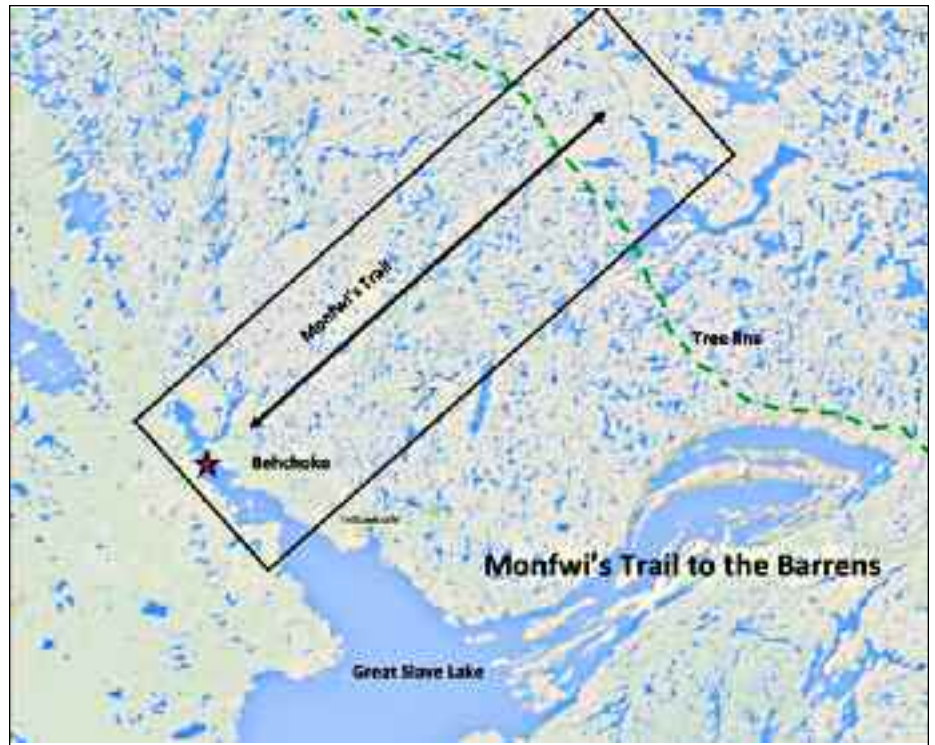 Monfwi's Trail
Tree line
Behchoko
Monfwi's Trail to the Barrens
Great Slave Lake